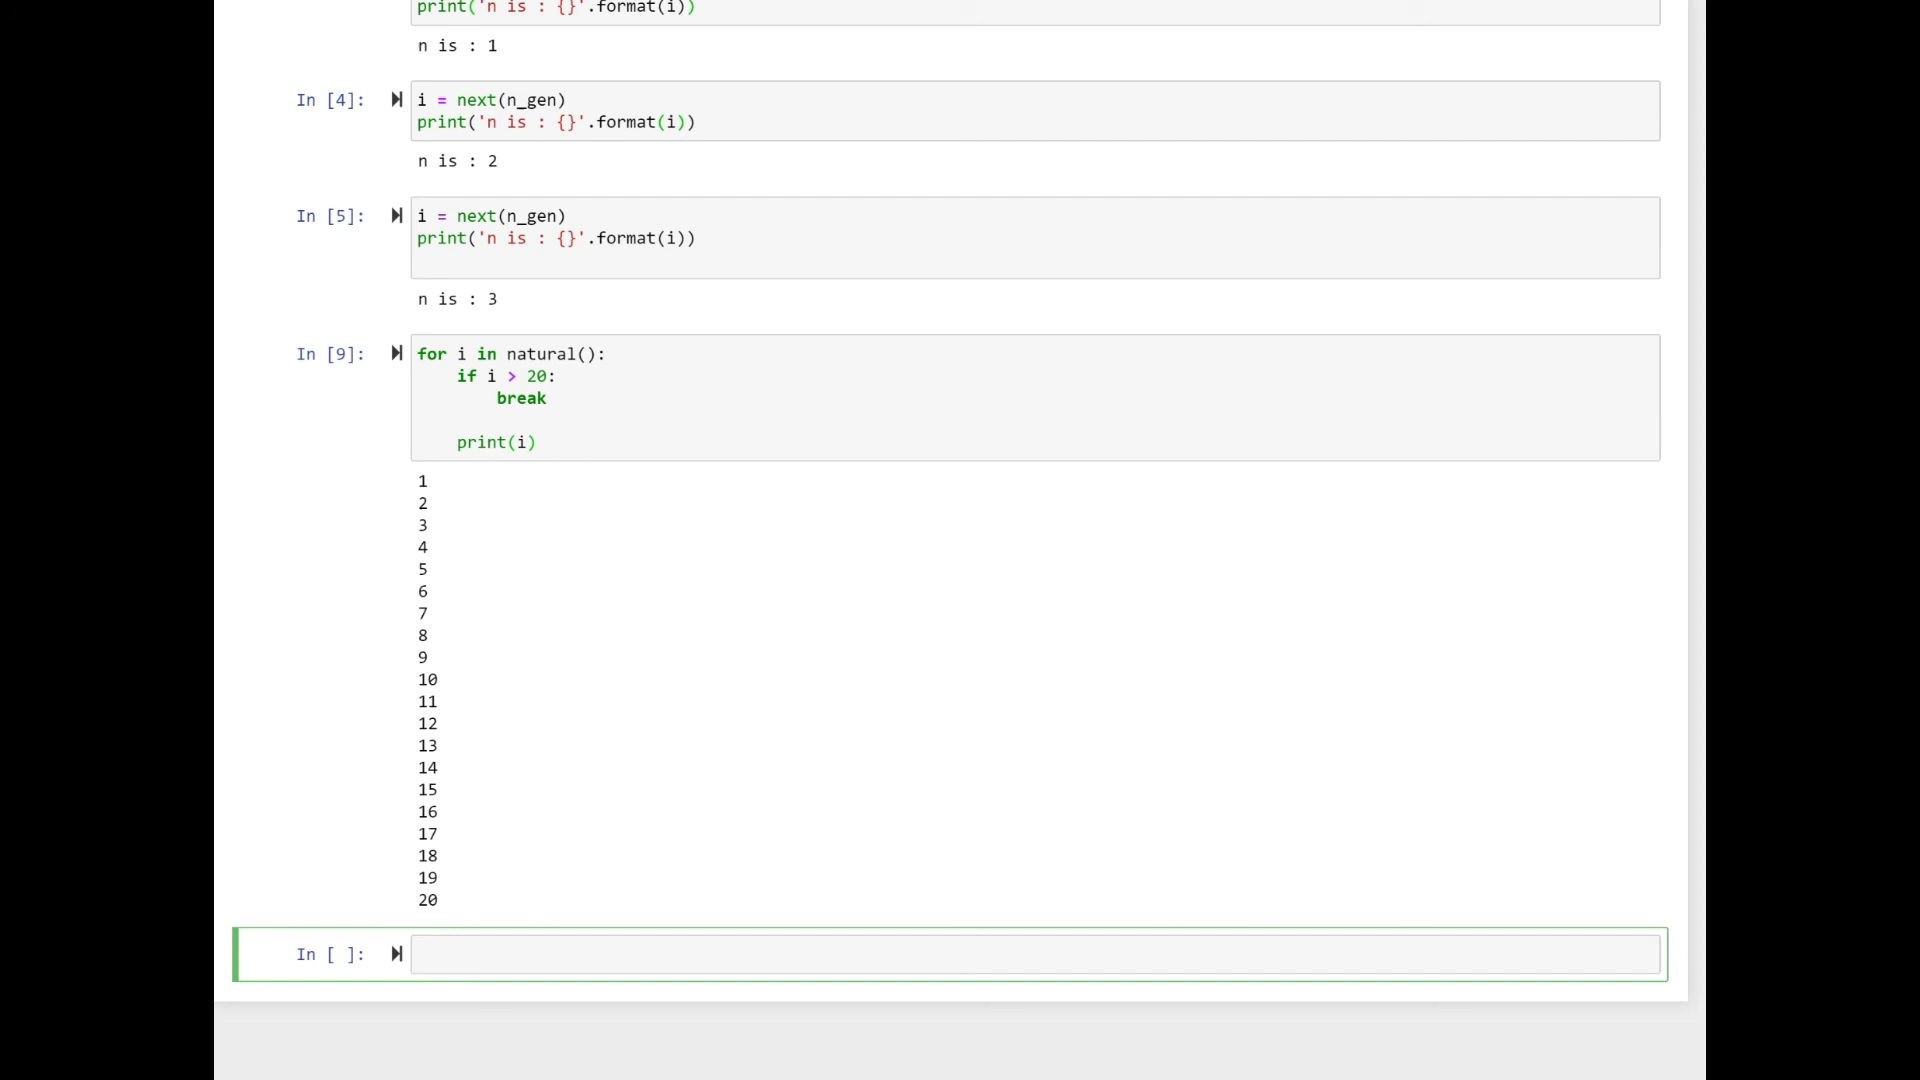 print('n is : {}'.format(i))
n is : 1
In [4]:
i = next(n_gen)
print('n is : {}'.format(i))
n is : 2
In [5]:
i = next(n_gen)
print('n is : {}'.format(i))
n is : 3
In [9]:
for i in natural():
    if i > 20:
        break
    print(i)
1
2
3
4
5
6
7
8
9
10
11
12
13
14
15
16
17
18
19
20
In [ ]: